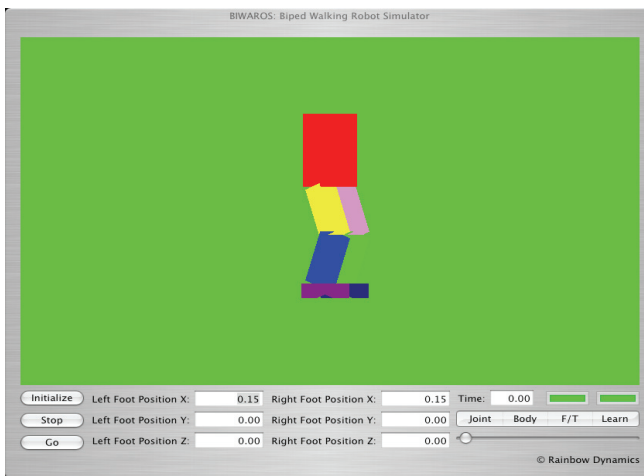 BIWAROS: Biped Walking Robot Simulator
Initialize Left Foot Position X: 0.15 Right Foot Position X: 0.15 Time: 0.00
Stop Left Foot Position Y: 0.00 Right Foot Position Y: 0.00 Joint Body F/T Learn
Go Left Foot Position Z: 0.00 Right Foot Position Z: 0.00
© Rainbow Dynamics